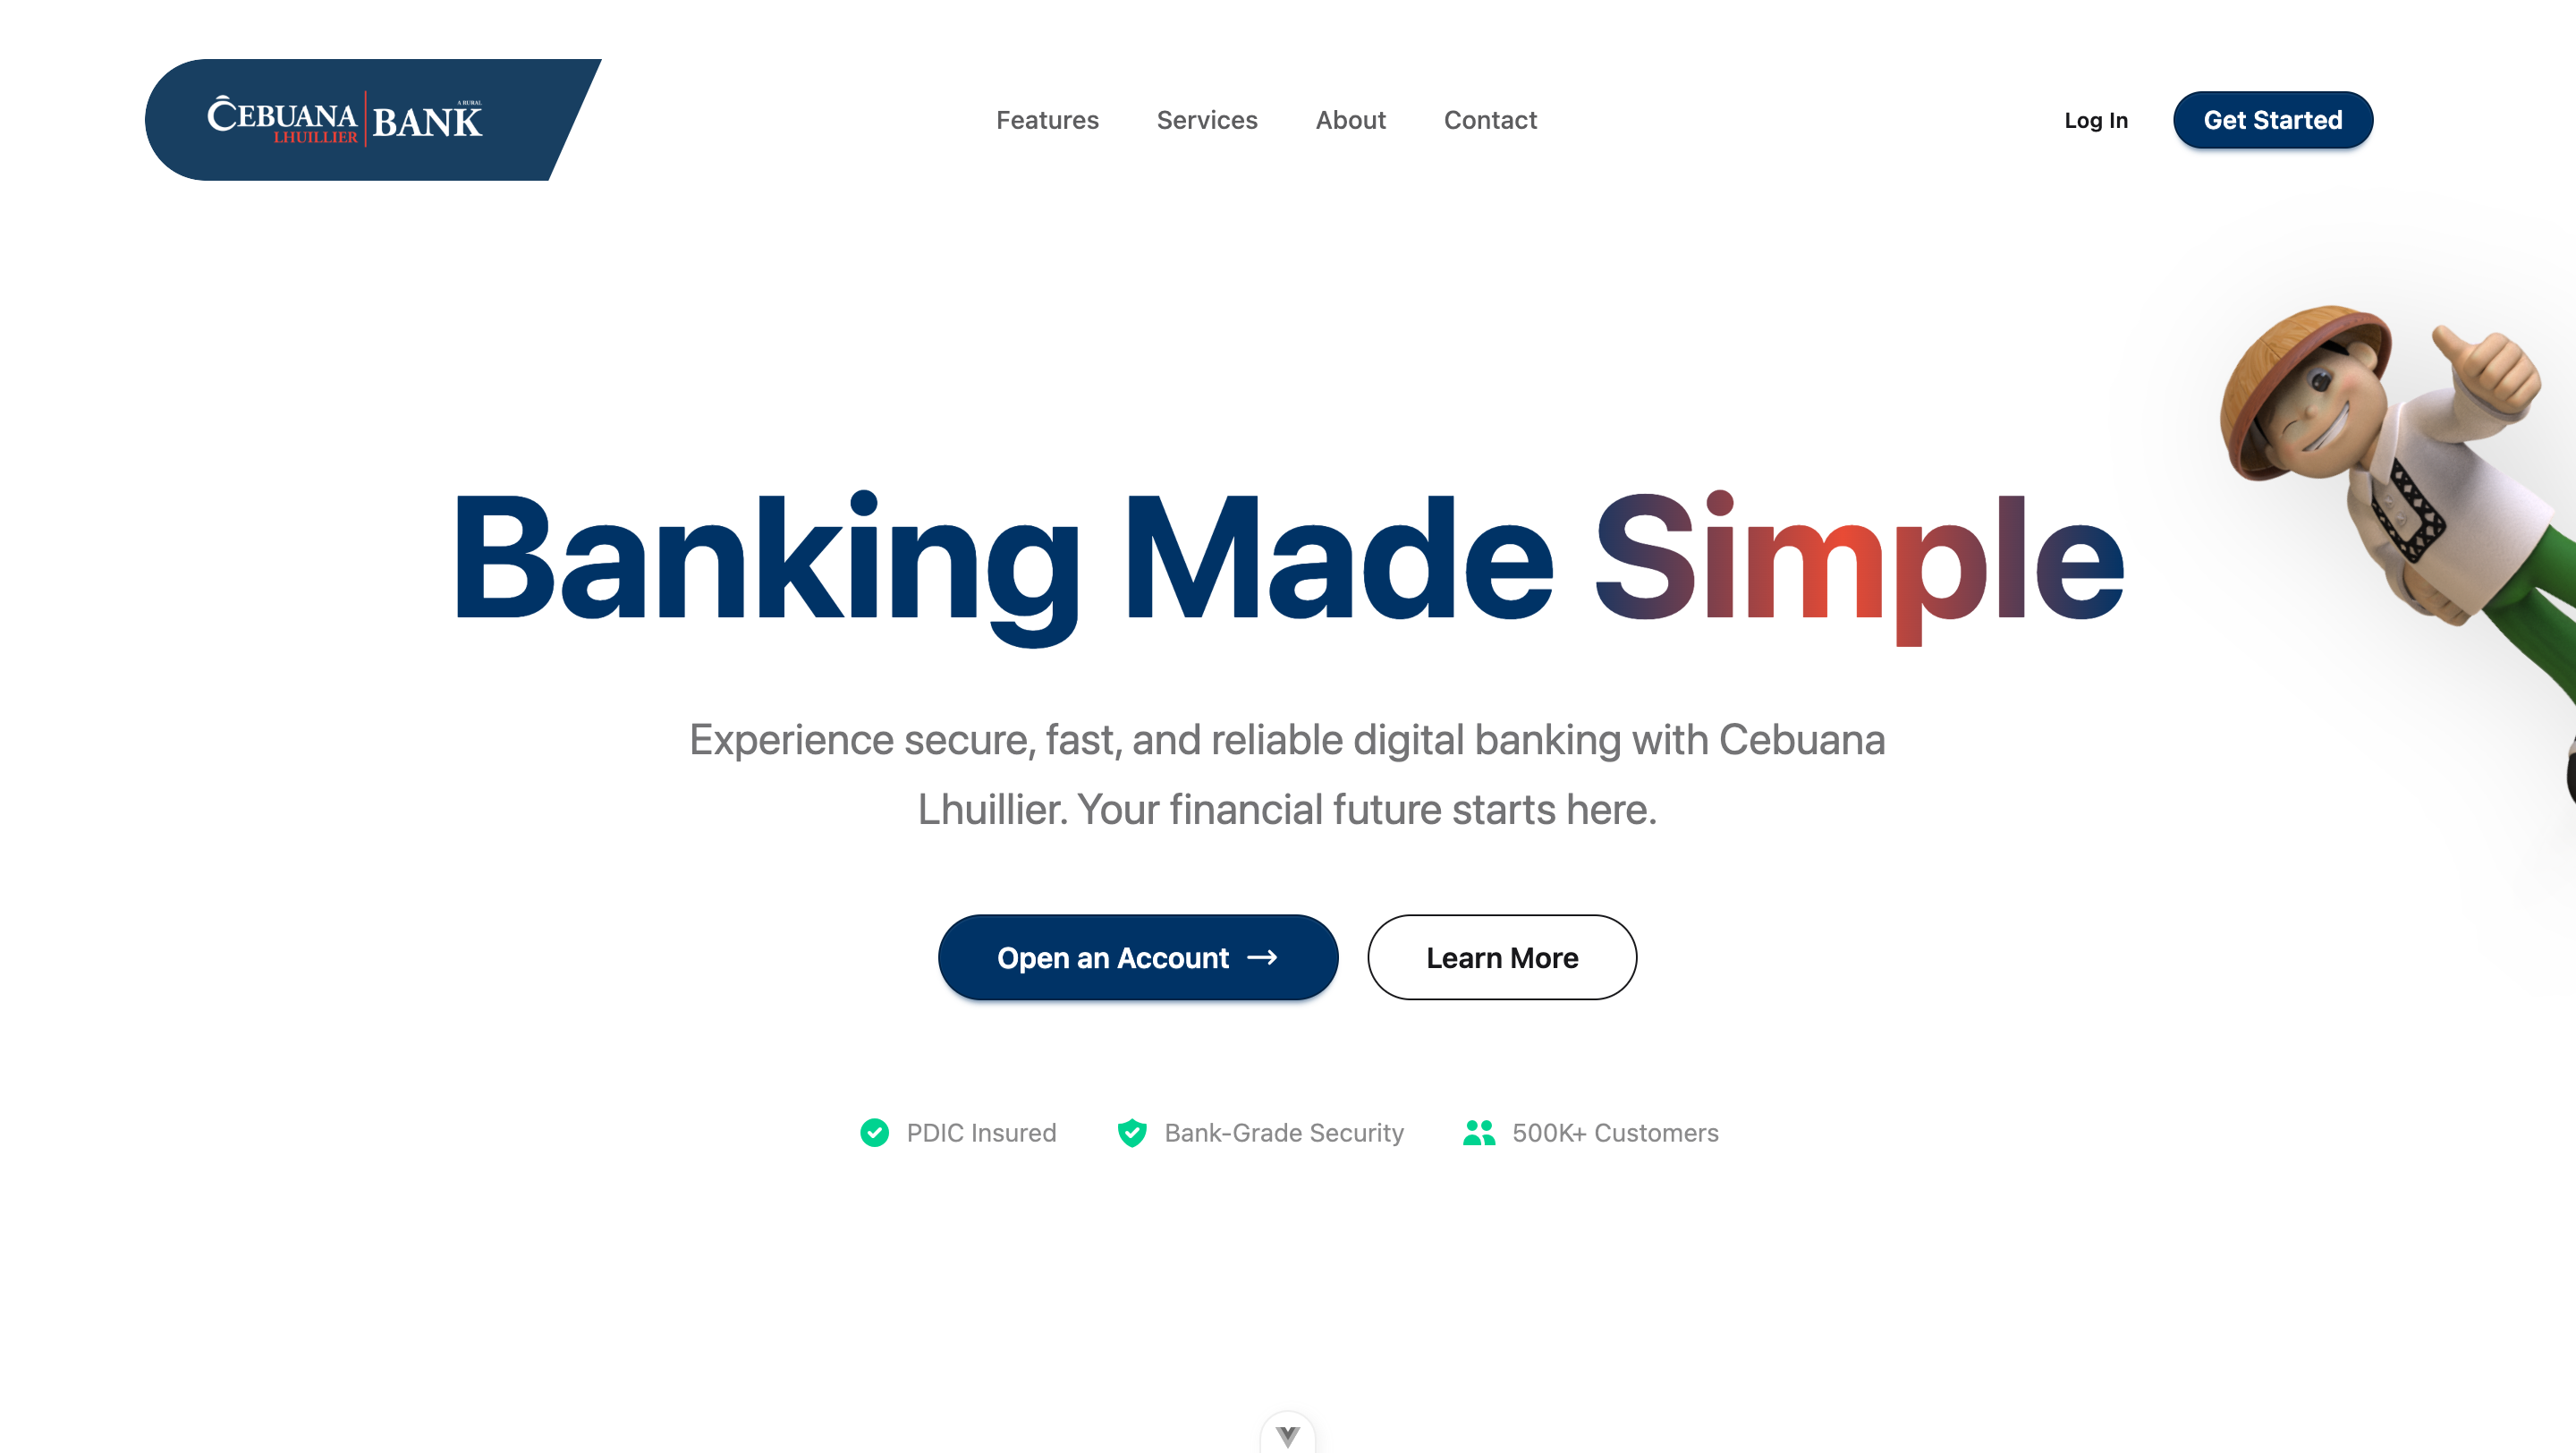 CEBUANA
LHUILLIER
A RURAL
BANK
Features
Services
About
Contact
Log In
Get Started
Banking Made Simple
Experience secure, fast, and reliable digital banking with Cebuana
Lhuillier. Your financial future starts here.
Open an Account →
Learn More
PDIC Insured
Bank-Grade Security
500K+ Customers